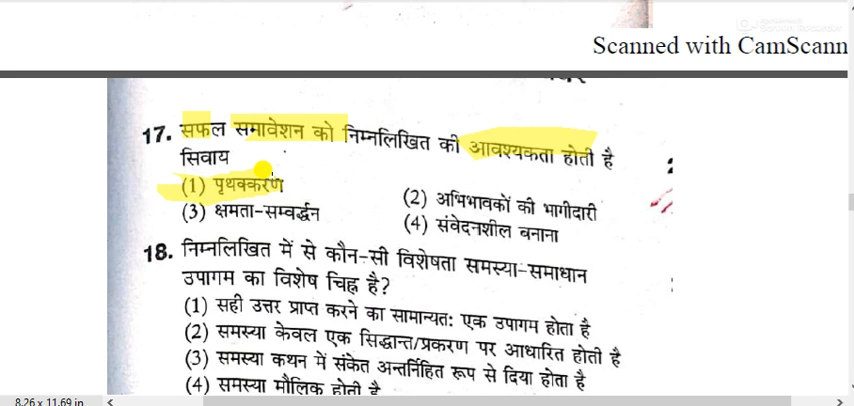 Scanned with CamScann
17. सफल समावेशन को निम्नलिखित की आवश्यकता होती है
सिवाय
(1) पृथक्करण
(2) अभिभावकों की भागीदारी
(3) क्षमता-सम्वर्द्धन
(4) संवेदनशील बनाना
18. निम्नलिखित में से कौन-सी विशेषता समस्या-समाधान
उपागम का विशेष चिह्न है?
(1) सही उत्तर प्राप्त करने का सामान्यतः एक उपागम होता है
(2) समस्या केवल एक सिद्धान्त/प्रकरण पर आधारित होती है
(3) समस्या कथन में संकेत अन्तर्निहित रूप से दिया होता है
(4) समस्या मौलिक होती है
8.26 x 11.69 in